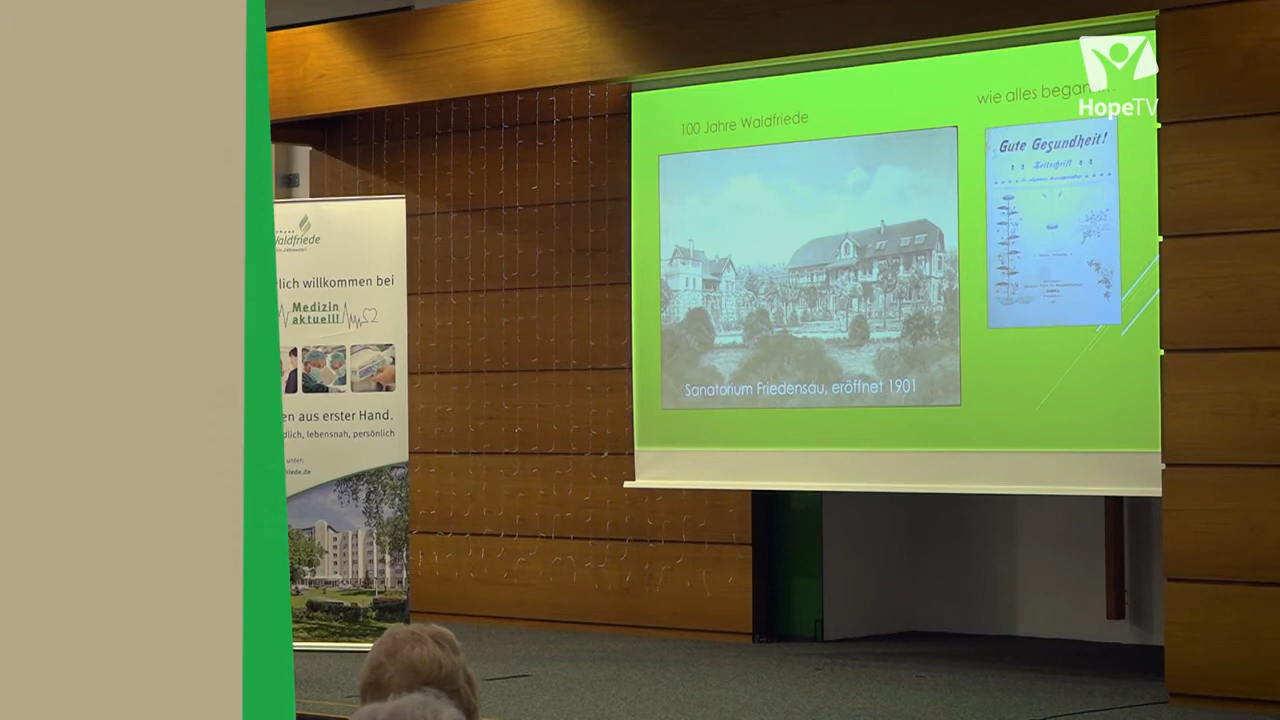 HopeTV
wie alles began
100 Jahre Waldfriede
Gute Gesundheit!
Zeitschrift
Sanatorium Friedensau, eröffnet 1901
Waldfriede
lich willkommen bei
Medizin
aktuell!
en aus erster Hand.
dlich, lebensnah, persönlich
unter: